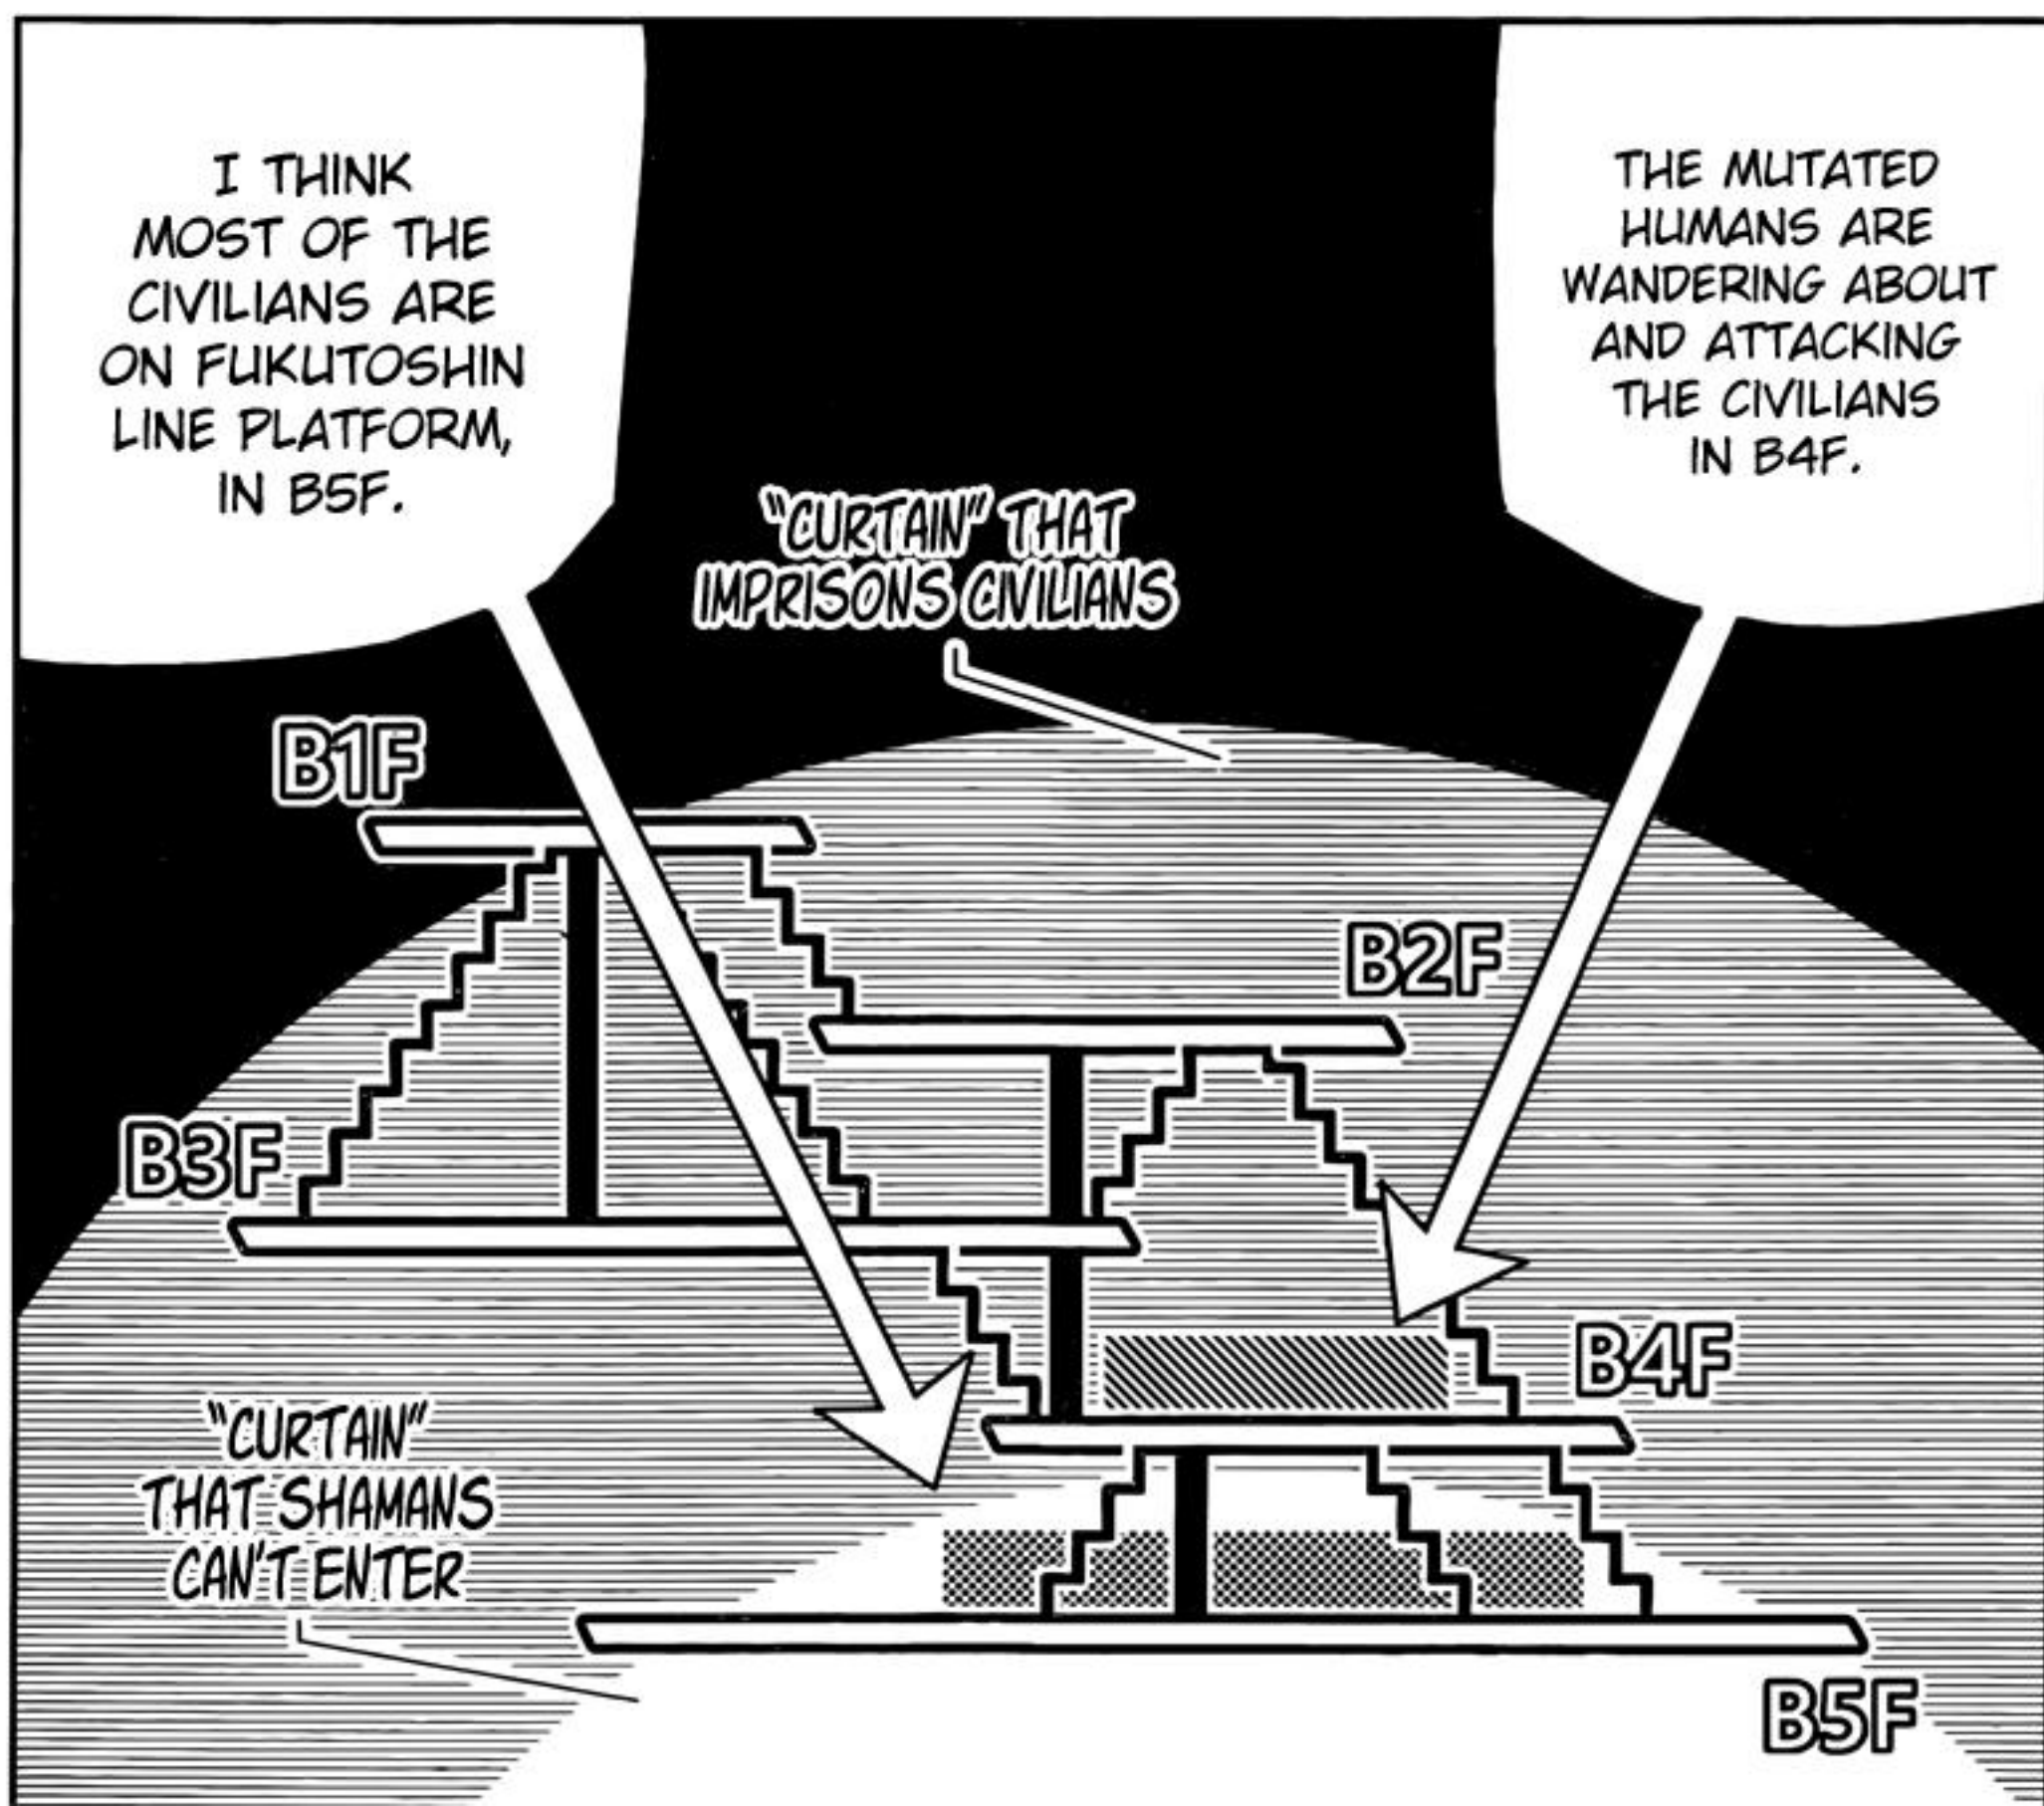 THE MUTATED
HUMANS ARE
WANDERING ABOUT
AND ATTACKING
THE CIVILIANS
IN B4F.
I THINK
MOST OF THE
CIVILIANS ARE
ON FUKUTOSHIN
LINE PLATFORM,
IN B5F.
"CURTAIN" THAT
IMPRISONS CIVILIANS
B1F
B2F
B3F
B4F
"CURTAIN"
THAT SHAMANS
CAN'T ENTER
B5F